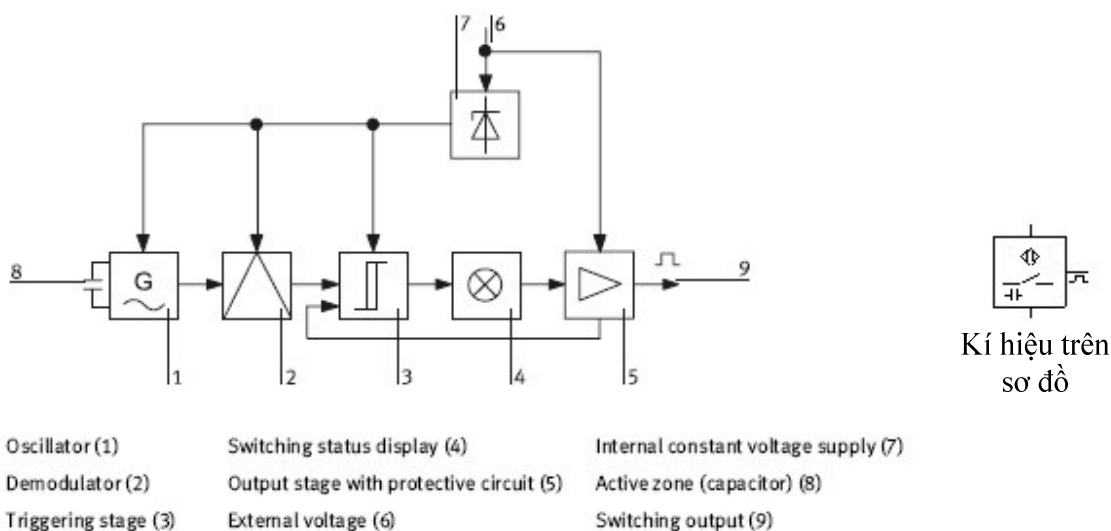 7 6
8
G
9
1 2 3 4 5
Kí hiệu trên
sơ đồ
Oscillator (1) Switching status display (4) Internal constant voltage supply (7)
Demodulator (2) Output stage with protective circuit (5) Active zone (capacitor) (8)
Triggering stage (3) External voltage (6) Switching output (9)